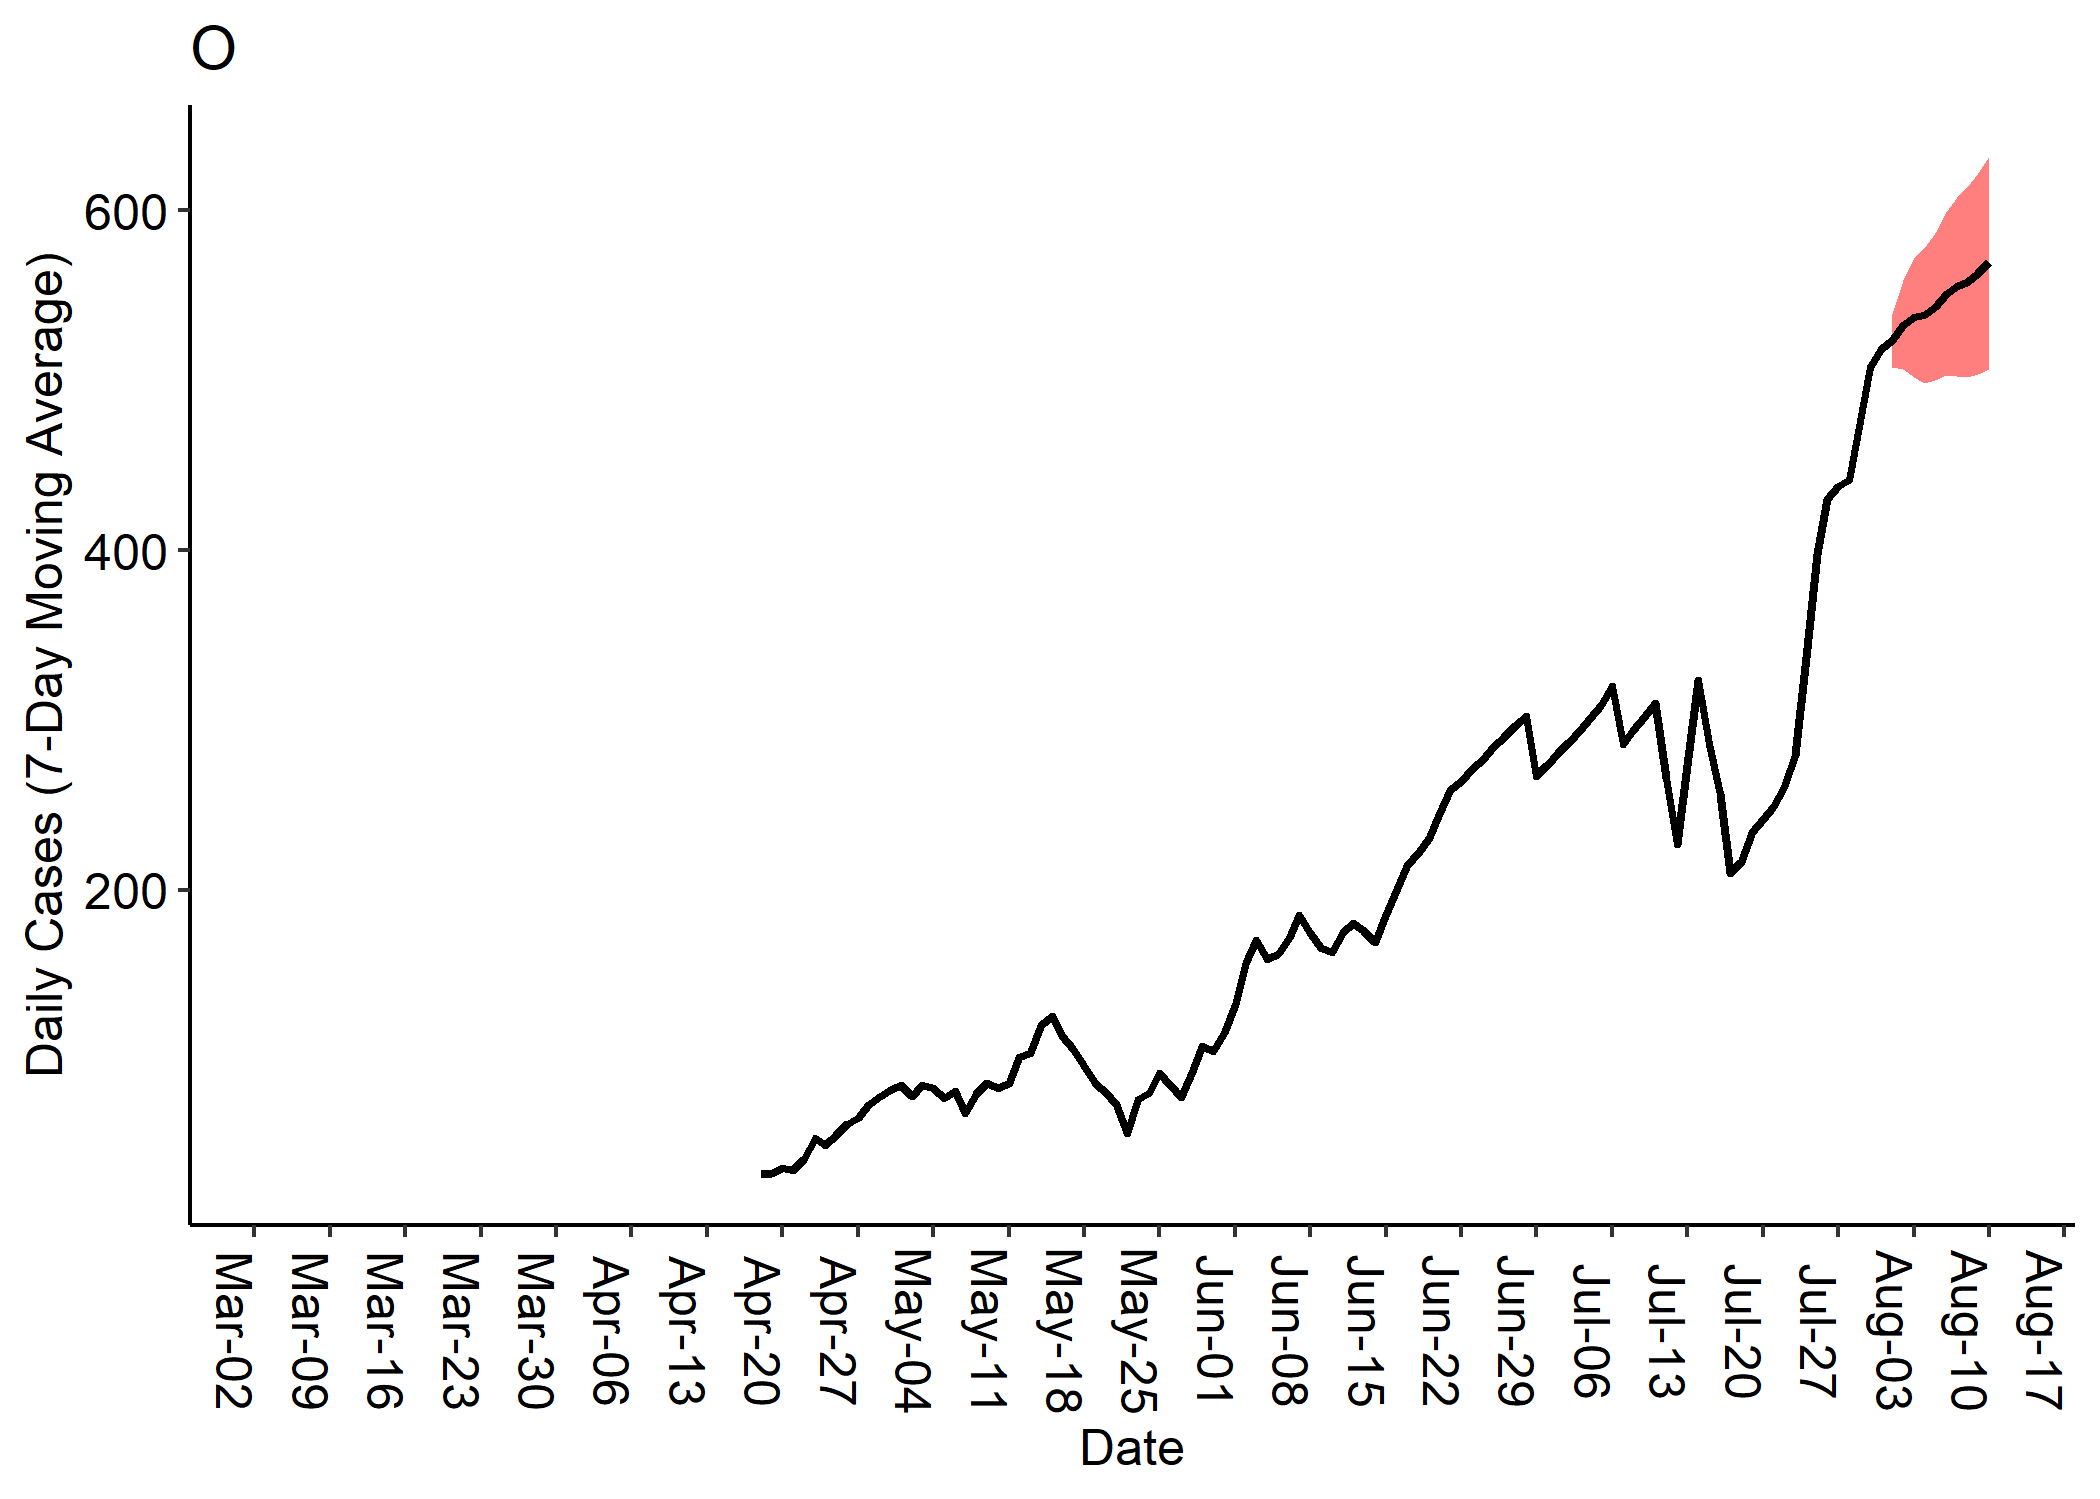 O
Daily Cases (7-Day Moving Average)
600
400
200
Mar-02
Mar-09
Mar-16
Mar-23
Mar-30
Apr-06
Apr-13
Apr-20
Apr-27
May-04
May-11
May-18
May-25
Jun-01
Jun-08
Jun-15
Jun-22
Jun-29
Jul-06
Jul-13
Jul-20
Jul-27
Aug-03
Aug-10
Aug-17
Date